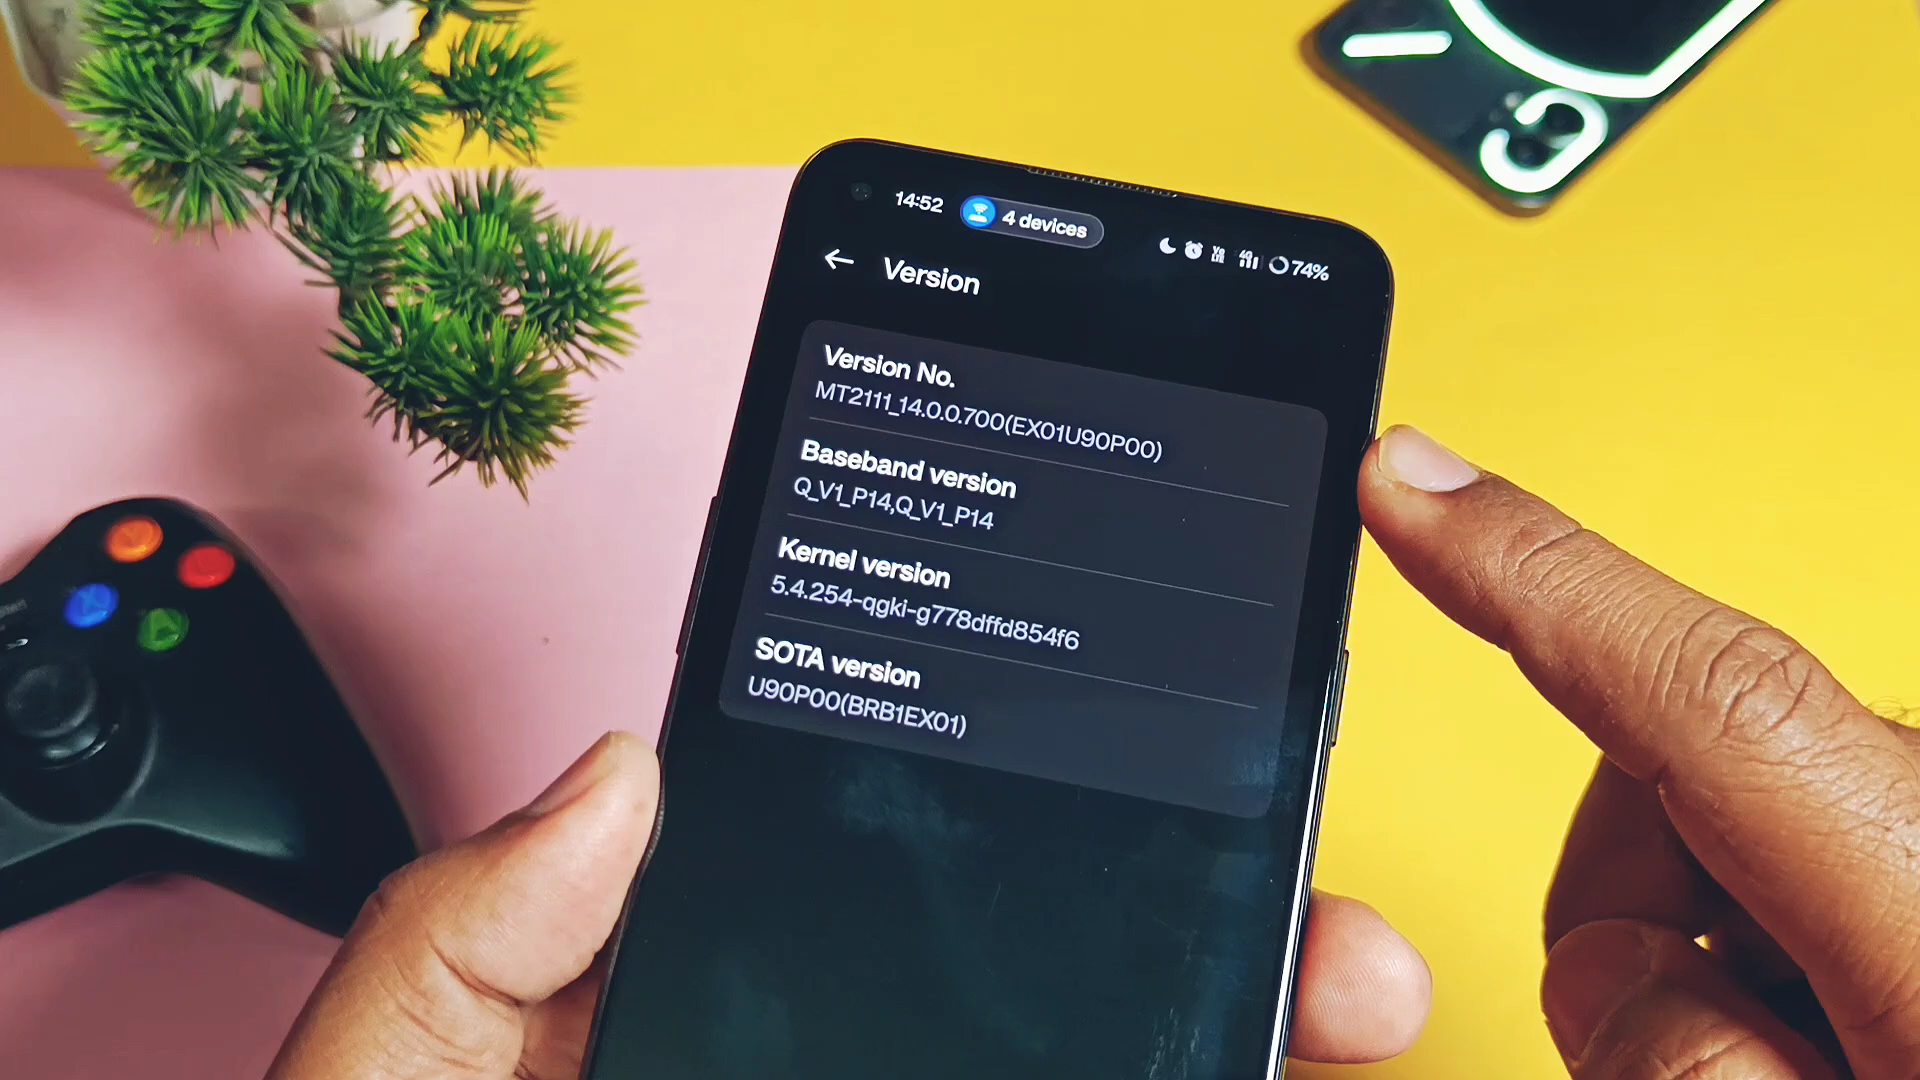 14:52 4 devices 74%
Version
Version No.
MT2111_14.0.0.700(EX01U90P00)
Baseband version
Q_V1_P14,Q_V1_P14
Kernel version
5.4.254-qgki-g778dffd854f6
SOTA version
U90P00(BRB1EX01)